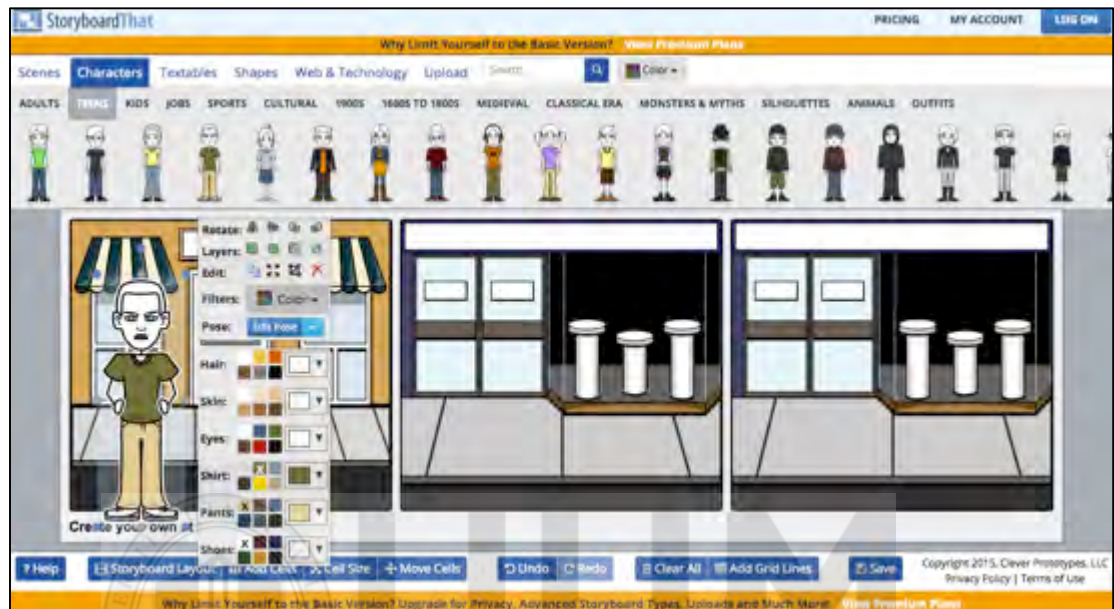 StoryboardThat
PRICING MY ACCOUNT LOG ON
Why Limit Yourself to the Basic Version? View Premium Plans
Scenes Characters Textables Shapes Web & Technology Upload Search Color
ADULTS TEENS KIDS JOBS SPORTS CULTURAL 1900S 1600S TO 1800S MEDIEVAL CLASSICAL ERA MONSTERS & MYTHS SILHOUETTES ANIMALS OUTFITS
Rotate:
Layers:
Edit:
Filters: Color
Pose: Edit Pose
Hair:
Skin:
Eyes:
Shirt:
Pants:
Shoes:
Create your own at
? Help Storyboard Layout Add Cells Cell Size Move Cells Undo Redo Clear All Add Grid Lines Save
Copyright 2015, Clever Prototypes, LLC
Privacy Policy | Terms of Use
Why Limit Yourself to the Basic Version? Upgrade for Privacy, Advanced Storyboard Types, Uploads and Much More! View Premium Plans